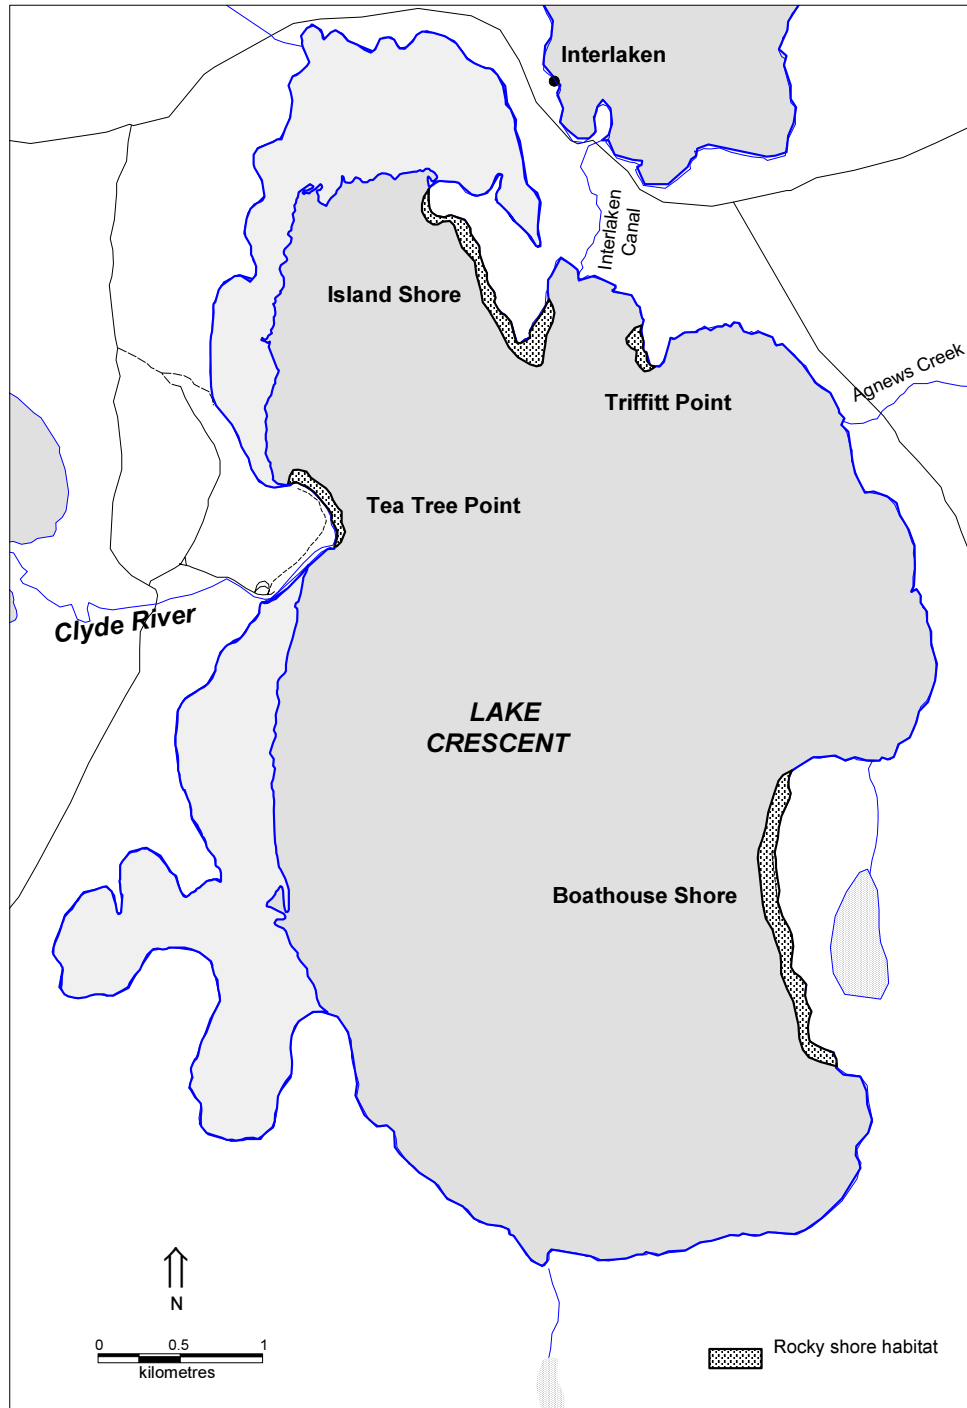 Interlaken
Interlaken
Canal
Island Shore
Agnews Creek
Triffitt Point
Tea Tree Point
Clyde River
LAKE
CRESCENT
Boathouse Shore
N
0 0.5 1
kilometres
Rocky shore habitat